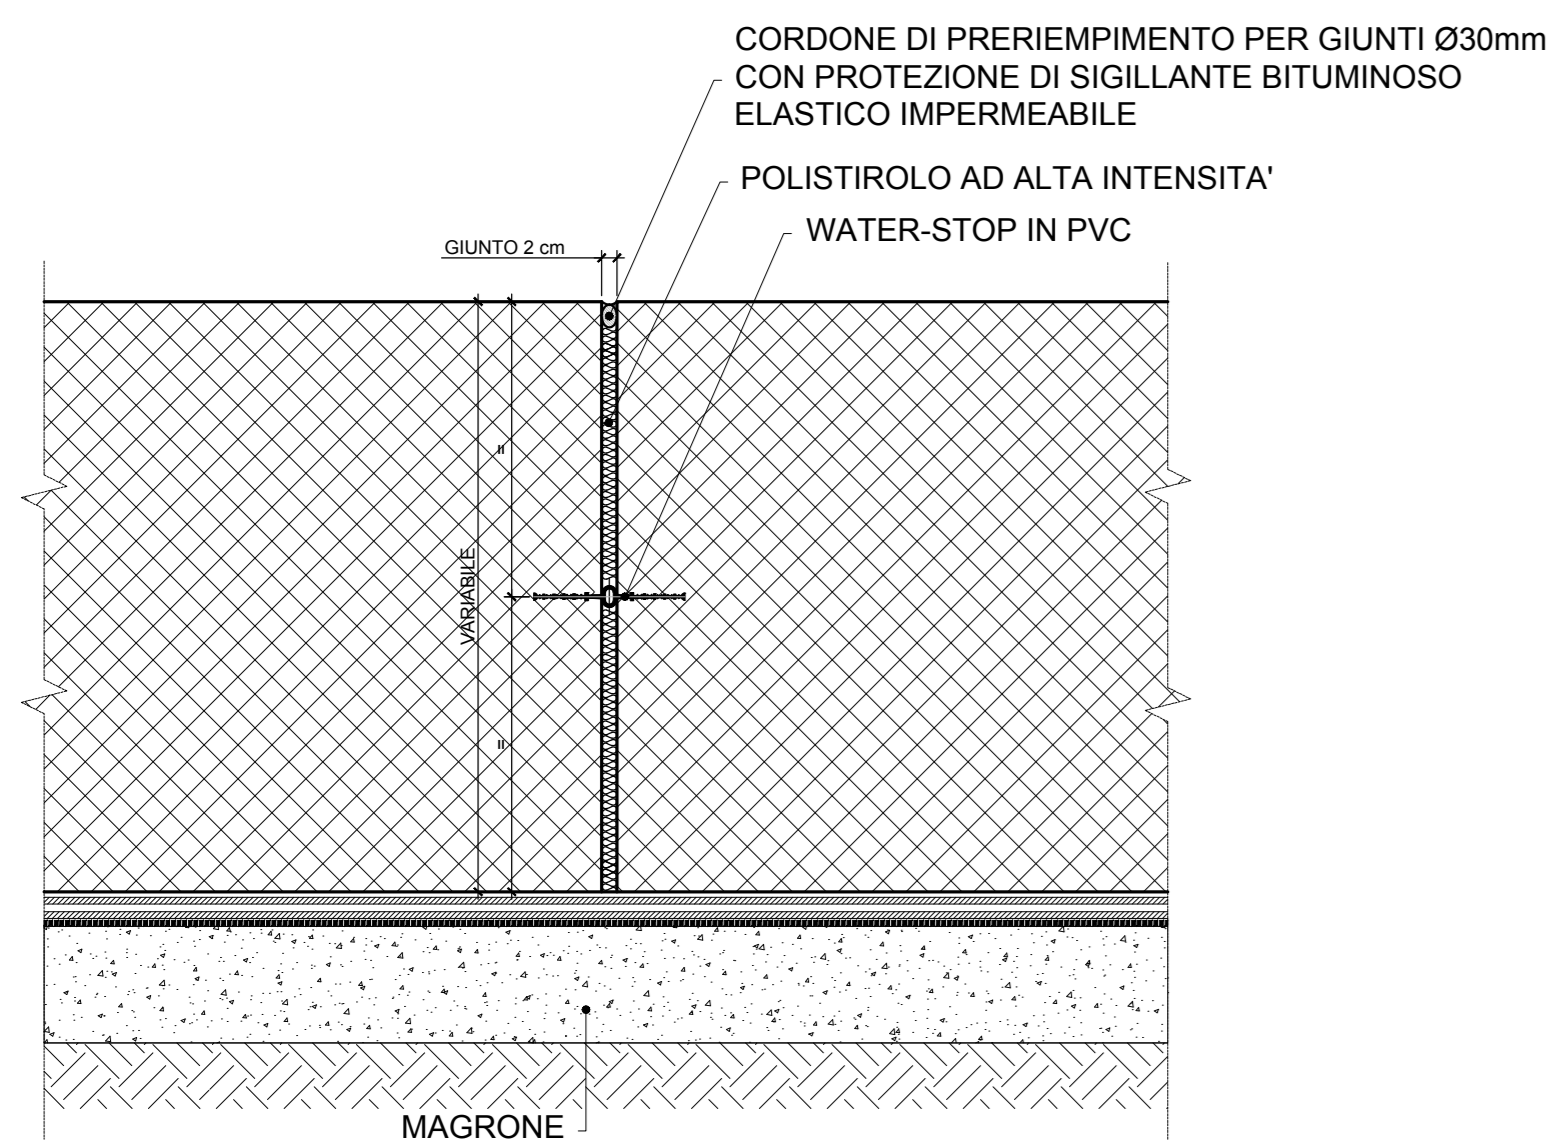 CORDONE DI PRERIEMPIMENTO PER GIUNTI Ø30mm
CON PROTEZIONE DI SIGILLANTE BITUMINOSO
ELASTICO IMPERMEABILE
POLISTIROLO AD ALTA INTENSITA'
WATER-STOP IN PVC
GIUNTO 2 cm
=
VARIABILE
=
MAGRONE